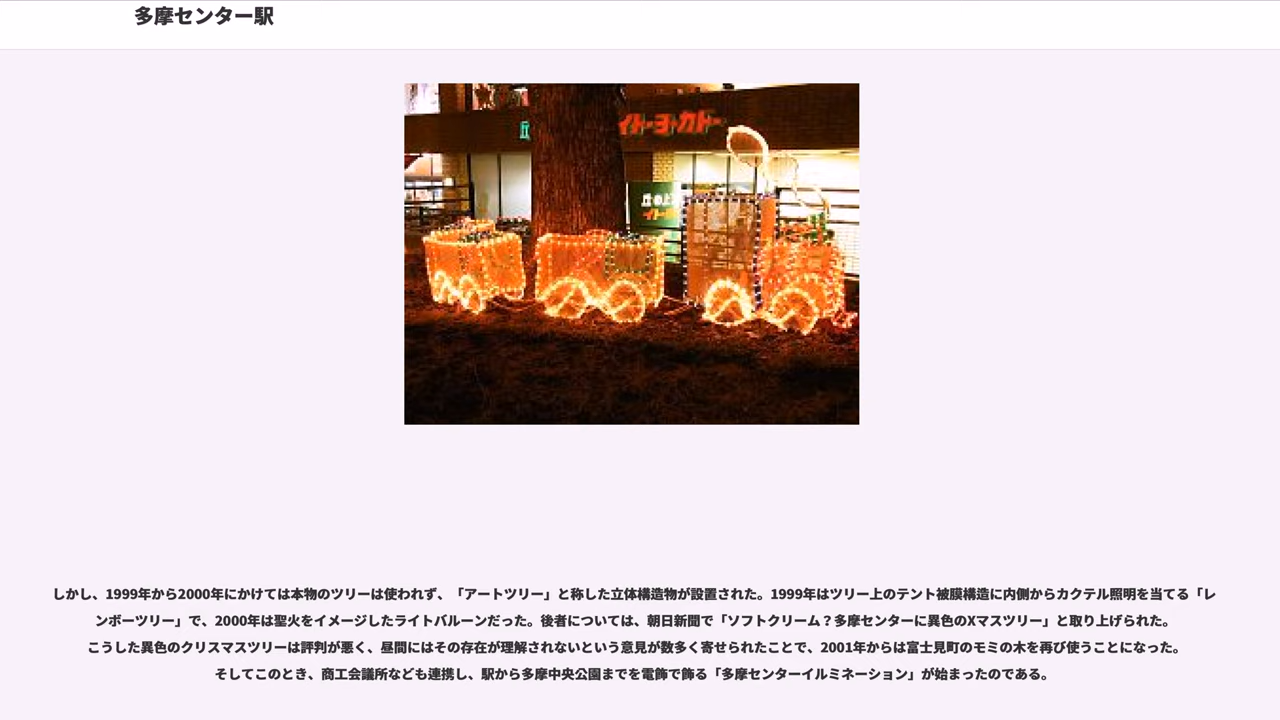 多摩センター駅
イトーヨーカドー
丘の上
しかし、1999年から2000年にかけては本物のツリーは使われず、「アートツリー」と称した立体構造物が設置された。1999年はツリー上のテント被膜構造に内側からカクテル照明を当てる「レ
ンボーツリー」で、2000年は聖火をイメージしたライトバルーンだった。後者については、朝日新聞で「ソフトクリーム？多摩センターに異色のXマスツリー」と取り上げられた。
こうした異色のクリスマスツリーは評判が悪く、昼間にはその存在が理解されないという意見が数多く寄せられたことで、2001年からは富士見町のモミの木を再び使うことになった。
そしてこのとき、商工会議所なども連携し、駅から多摩中央公園までを電飾で飾る「多摩センターイルミネーション」が始まったのである。